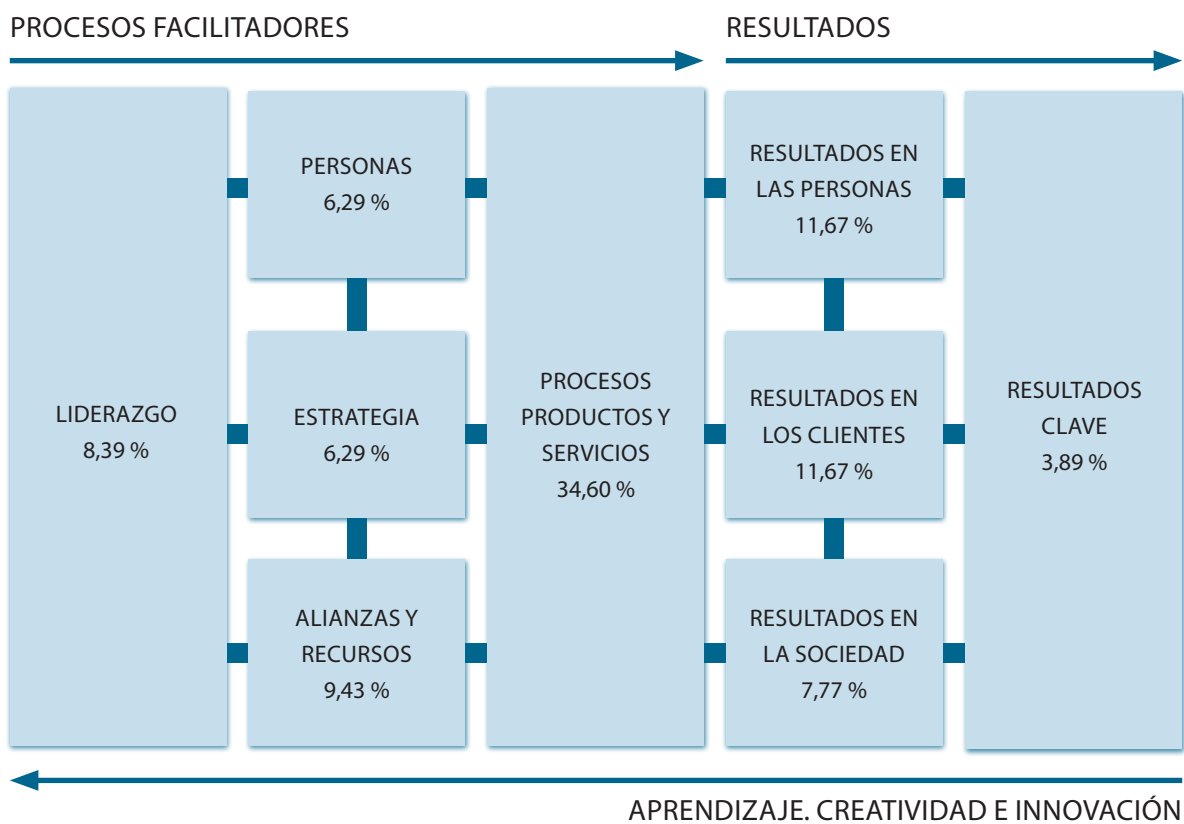 PROCESOS FACILITADORES
RESULTADOS
LIDERAZGO
8,39 %
PERSONAS
6,29 %
ESTRATEGIA
6,29 %
ALIANZAS Y
RECURSOS
9,43 %
PROCESOS
PRODUCTOS Y
SERVICIOS
34,60 %
RESULTADOS EN
LAS PERSONAS
11,67 %
RESULTADOS EN
LOS CLIENTES
11,67 %
RESULTADOS EN
LA SOCIEDAD
7,77 %
RESULTADOS
CLAVE
3,89 %
APRENDIZAJE. CREATIVIDAD E INNOVACIÓN